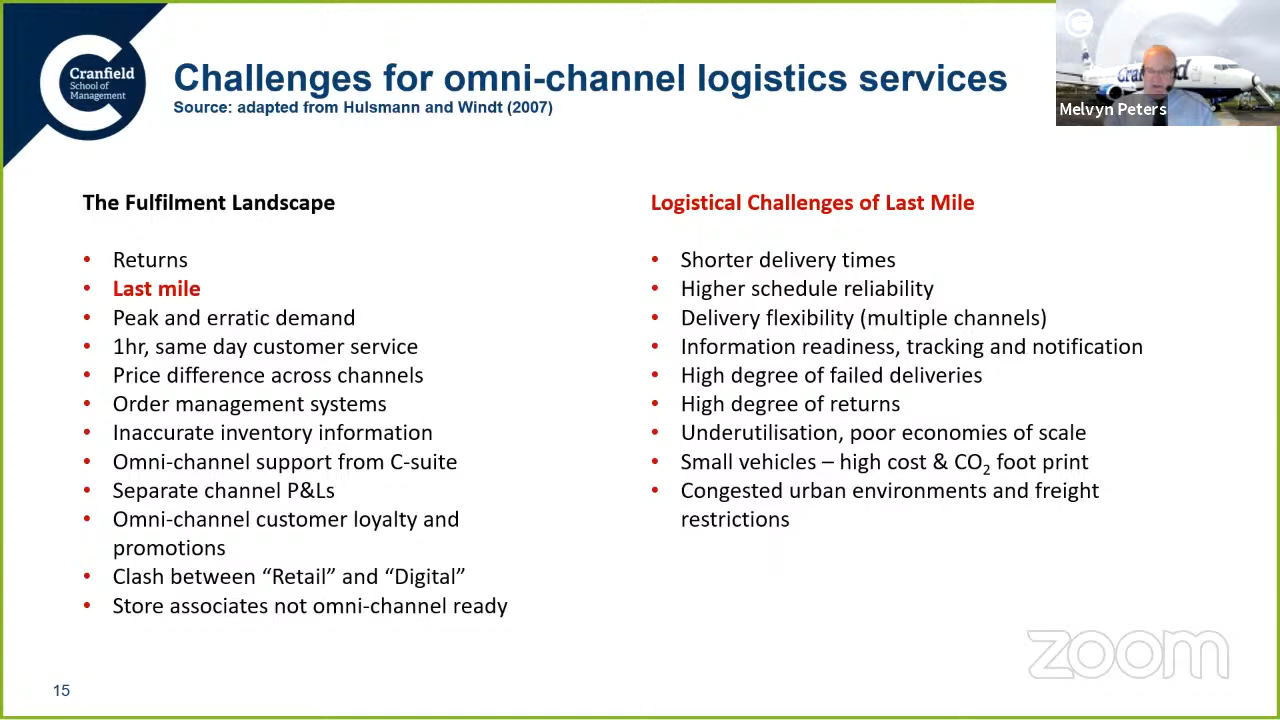 Cranfield
School of
Management
Challenges for omni-channel logistics services
Source: adapted from Hulsmann and Windt (2007)
Melvyn Peters
The Fulfilment Landscape
• Returns
• Last mile
• Peak and erratic demand
• 1hr, same day customer service
• Price difference across channels
• Order management systems
• Inaccurate inventory information
• Omni-channel support from C-suite
• Separate channel P&Ls
• Omni-channel customer loyalty and
promotions
• Clash between “Retail” and “Digital”
• Store associates not omni-channel ready
Logistical Challenges of Last Mile
• Shorter delivery times
• Higher schedule reliability
• Delivery flexibility (multiple channels)
• Information readiness, tracking and notification
• High degree of failed deliveries
• High degree of returns
• Underutilisation, poor economies of scale
• Small vehicles – high cost & CO₂ foot print
• Congested urban environments and freight
restrictions
zoom
15